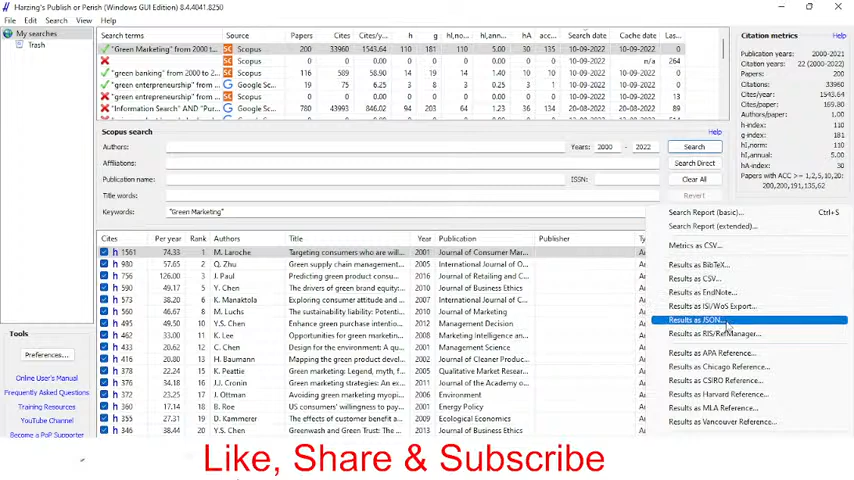 Harzing's Publish or Perish (Windows GUI Edition) 8.4.4041.8250
File Edit Search View Help
My searches
Trash
Search terms Source Papers Cites Cites/y... h g hI,no... hI,ann... hA acc... Search date Cache date Las...
"Green Marketing" from 2000 t... Scopus 200 33960 1543.64 110 181 110 5.00 30 200 10-09-2022 10-09-2022 0
Scopus 0 0 0.00 0 0 0 0.00 0 0 10-09-2022 n/a 264
"green banking" from 2000 to 2... Scopus 116 589 58.90 14 19 14 1.40 10 10-09-2022 10-09-2022 0
"green enterpreneurship" from ... Google Sc... 19 75 6.25 3 8 3 0.25 3 10-09-2022 10-09-2022 0
"green entrepreneurship" from ... Google Sc... 0 0 0.00 0 0 0 0.00 0 0 10-09-2022 10-09-2022 13
"Information Search" AND "Put... Google Sc... 780 43993 846.02 94 203 64 1.23 36 134 20-08-2022 20-08-2022 89
Scopus search Help
Authors: Years: 2000 - 2022 Search
Affiliations: Search Direct
Publication name: ISSN: Clear All
Title words: Revert
Keywords: "Green Marketing"
Cites Per year Rank Authors Title Year Publication Publisher
h 1561 74.33 1 M. Laroche Targeting consumers who are will... 2001 Journal of Consumer Mar...
h 980 57.65 2 Q. Zhu Green supply chain management... 2005 International Journal of O...
h 756 126.00 3 J. Paul Predicting green product consu... 2016 Journal of Retailing and C...
h 590 49.17 5 Y. Chen The drivers of green brand equity:... 2010 Journal of Business Ethics
h 573 38.20 6 K. Manaktola Exploring consumer attitude and ... 2007 International Journal of C...
h 560 46.67 8 M. Luchs The sustainability liability: Potenti... 2010 Journal of Marketing
h 495 49.50 10 Y.S. Chen Enhance green purchase intentio... 2012 Management Decision
h 462 33.00 11 K. Lee Opportunities for green marketin... 2008 Marketing Intelligence an...
h 433 20.62 12 C. Chen Design for the environment: A qu... 2001 Management Science
h 416 20.80 13 H. Baumann Mapping the green product devel... 2002 Journal of Cleaner Produc...
h 378 22.24 15 K. Peattie Green marketing: Legend, myth, f... 2005 Qualitative Market Resear...
h 376 34.18 16 J.J. Cronin Green marketing strategies: An ex... 2011 Journal of the Academy o...
h 372 23.25 17 J. Ottman Avoiding green marketing myopi... 2006 Environment
h 360 17.14 18 B. Roe US consumers' willingness to pay... 2001 Energy Policy
h 355 27.31 19 D. Kammerer The effects of customer benefit a... 2009 Ecological Economics
h 346 38.44 20 Y.S. Chen Greenwash and Green Trust: The ... 2013 Journal of Business Ethics
Search Report (basic)... Ctrl+S
Search Report (extended)...
Metrics as CSV...
Results as BibTeX...
Results as CSV...
Results as EndNote...
Results as ISI/WoS Export...
Results as JSON...
Results as RIS/RefManager...
Results as APA Reference...
Results as Chicago Reference...
Results as CSIRO Reference...
Results as Harvard Reference...
Results as MLA Reference...
Results as Vancouver Reference...
Citation metrics Help
Publication years: 2000-2021
Citation years: 22 (2000-2022)
Papers: 200
Citations: 33960
Cites/year: 1543.64
Cites/paper: 169.80
Authors/paper: 1.00
h-index: 110
g-index: 181
hI,norm: 110
hI,annual: 5.00
hA-index: 30
Papers with ACC >= 1,2,5,10,20:
200,200,191,135,62
Tools
Preferences...
Online User's Manual
Frequently Asked Questions
Training Resources
YouTube Channel
Become a PoP Supporter
Like, Share & Subscribe